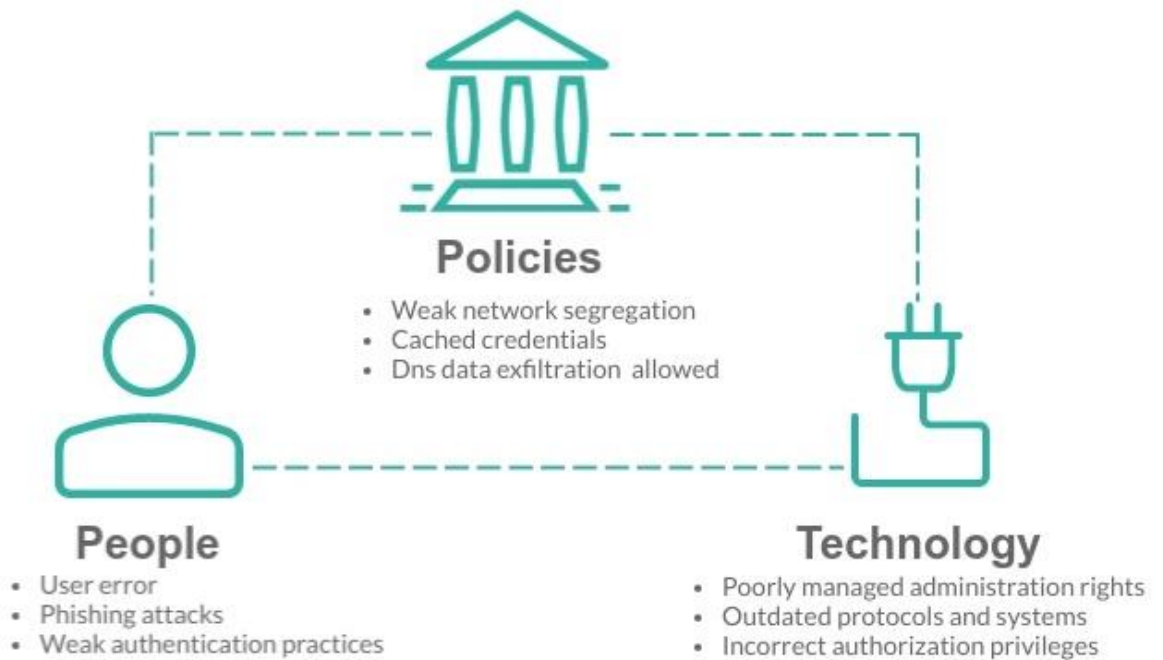 Policies
• Weak network segregation
• Cached credentials
• Dns data exfiltration allowed
People
• User error
• Phishing attacks
• Weak authentication practices
Technology
• Poorly managed administration rights
• Outdated protocols and systems
• Incorrect authorization privileges